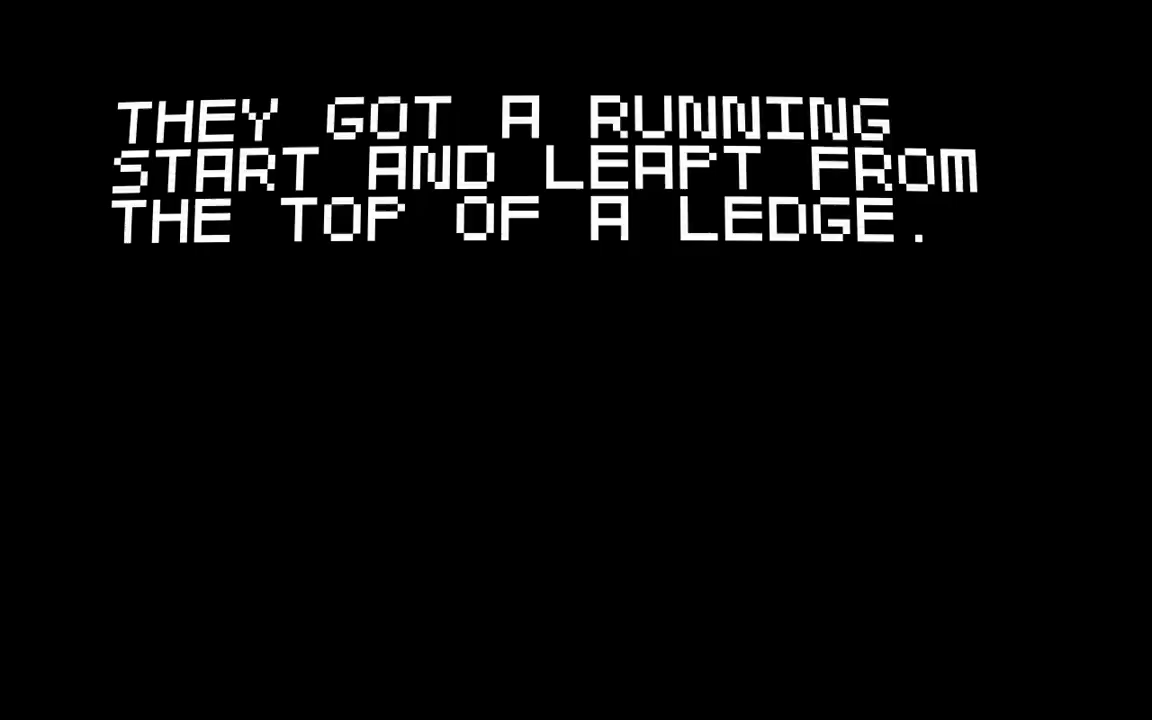 THEY GOT A RUNNING
START AND LEAPT FROM
THE TOP OF A LEDGE.